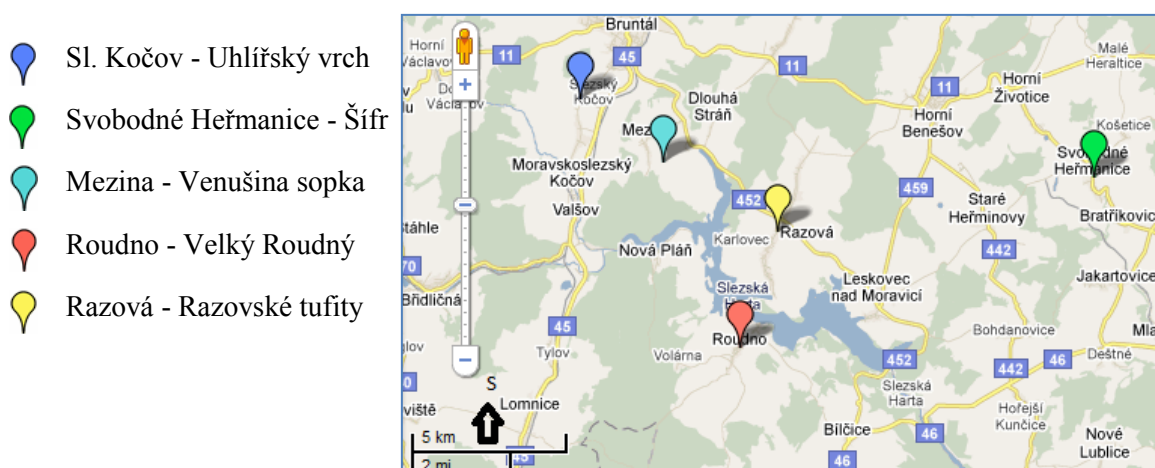 Sl. Kočov - Uhlířský vrch
Svobodné Heřmanice - Šífr
Mezina - Venušina sopka
Roudno - Velký Roudný
Razová - Razovské tufity
Bruntál
Horní
Václavov
11
45
Slezský
Kočov
11
Malé
Heraltice
Horní
Životice
11
Dlouhá
Stráň
Horní
Benešov
Košetice
Svobodné
Heřmanice
Moravskoslezský
Kočov
Valšov
459
452
Staré
Heřminovy
Bratříkovice
Karlovec
Razová
Nová Pláň
442
Břidličná
Leskovec
nad Moravicí
Jakartovice
Slezská
Harta
Roudno
Bohdanovice
45
Tylov
Volárna
452
442
46
Deštné
Slezská
Harta
S
Lomnice
5 km
2 mi
45
Bílčice
46
46
Hořejší
Kunčice
Nové
Lublice